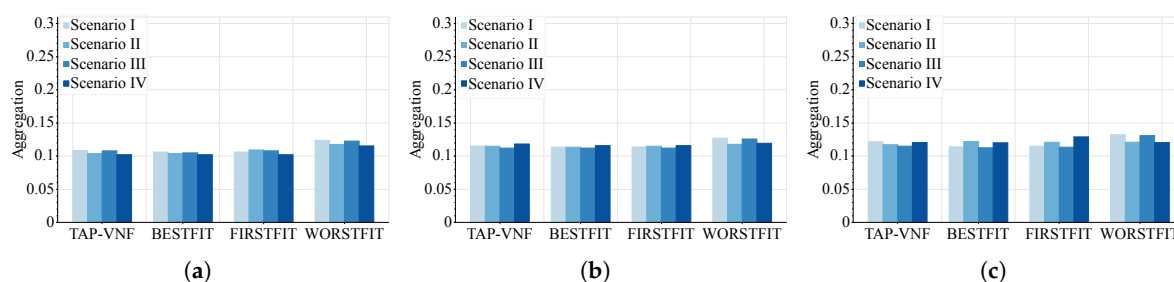 Aggregation
0.3
0.25
0.2
0.15
0.1
0.05
0
Scenario I
Scenario II
Scenario III
Scenario IV
TAP-VNF BESTFIT FIRSTFIT WORSTFIT
(a)
Aggregation
0.3
0.25
0.2
0.15
0.1
0.05
0
Scenario I
Scenario II
Scenario III
Scenario IV
TAP-VNF BESTFIT FIRSTFIT WORSTFIT
(b)
Aggregation
0.3
0.25
0.2
0.15
0.1
0.05
0
Scenario I
Scenario II
Scenario III
Scenario IV
TAP-VNF BESTFIT FIRSTFIT WORSTFIT
(c)